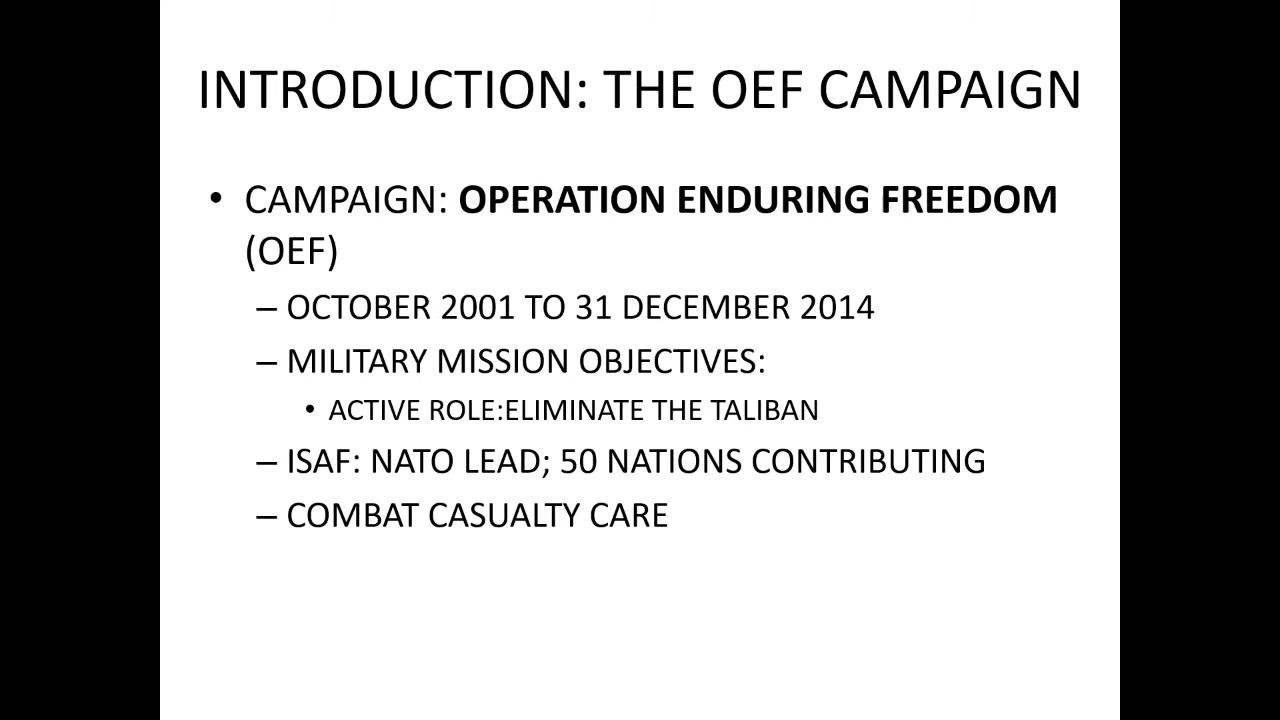 INTRODUCTION: THE OEF CAMPAIGN
• CAMPAIGN: OPERATION ENDURING FREEDOM
(OEF)
– OCTOBER 2001 TO 31 DECEMBER 2014
– MILITARY MISSION OBJECTIVES:
• ACTIVE ROLE:ELIMINATE THE TALIBAN
– ISAF: NATO LEAD; 50 NATIONS CONTRIBUTING
– COMBAT CASUALTY CARE